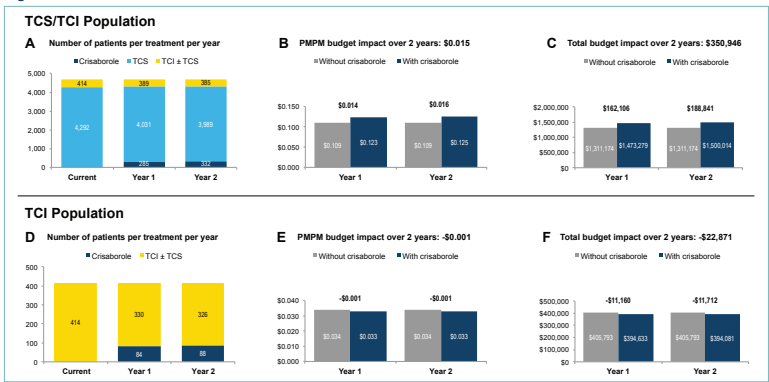 TCS/TCI Population
A Number of patients per treatment per year
Crisaborole TCS TCI ± TCS
5,000
4,000
3,000
2,000
1,000
0
414
4,292
389
4,031
285
385
3,989
332
Current Year 1 Year 2
B PMPM budget impact over 2 years: $0.015
Without crisaborole With crisaborole
$0.150
$0.100
$0.050
$0.000
$0.014
$0.016
$0.109 $0.123 $0.109 $0.125
Year 1 Year 2
C Total budget impact over 2 years: $350,946
Without crisaborole With crisaborole
$2,000,000
$1,500,000
$1,000,000
$500,000
$0
$162,106
$188,841
$1,311,174 $1,473,279 $1,311,174 $1,500,014
Year 1 Year 2
TCI Population
D Number of patients per treatment per year
Crisaborole TCI ± TCS
500
400
300
200
100
0
414
330
84
326
88
Current Year 1 Year 2
E PMPM budget impact over 2 years: -$0.001
Without crisaborole With crisaborole
$0.040
$0.030
$0.020
$0.010
$0.000
-$0.001
-$0.001
$0.034 $0.033 $0.034 $0.033
Year 1 Year 2
F Total budget impact over 2 years: -$22,871
Without crisaborole With crisaborole
$500,000
$400,000
$300,000
$200,000
$100,000
$0
-$11,160
-$11,712
$405,793 $394,633 $405,793 $394,081
Year 1 Year 2